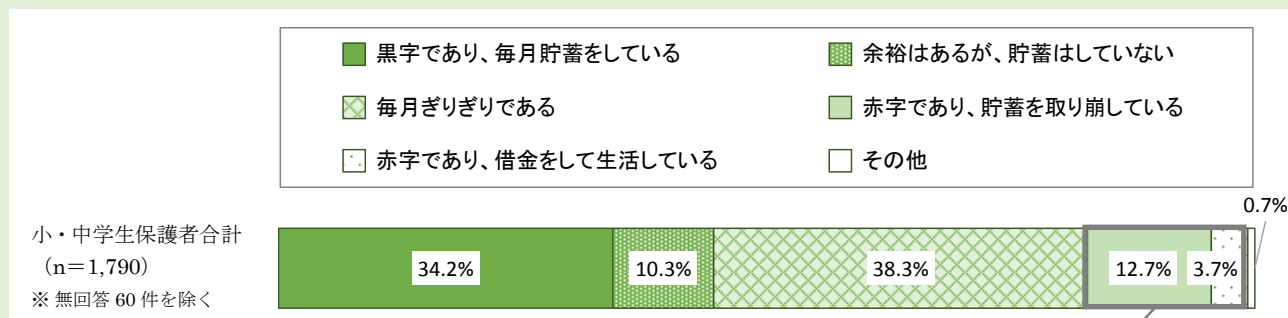 黒字であり、毎月貯蓄をしている
余裕はあるが、貯蓄はしていない
毎月ぎりぎりである
赤字であり、貯蓄を取り崩している
赤字であり、借金をして生活している
その他
0.7%
小・中学生保護者合計
（n＝1,790）
※ 無回答 60 件を除く
34.2%
10.3%
38.3%
12.7%
3.7%